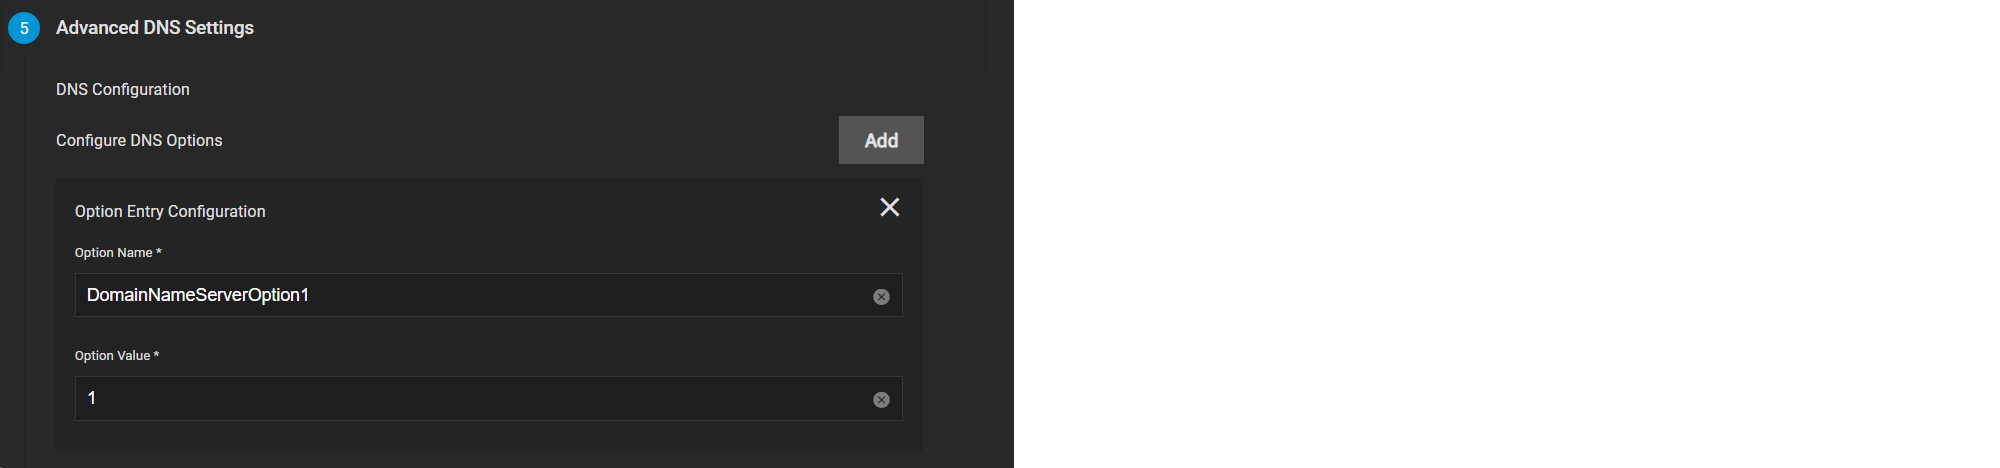 5 Advanced DNS Settings
DNS Configuration
Configure DNS Options Add
Option Entry Configuration
Option Name *
DomainNameServerOption1
Option Value *
1